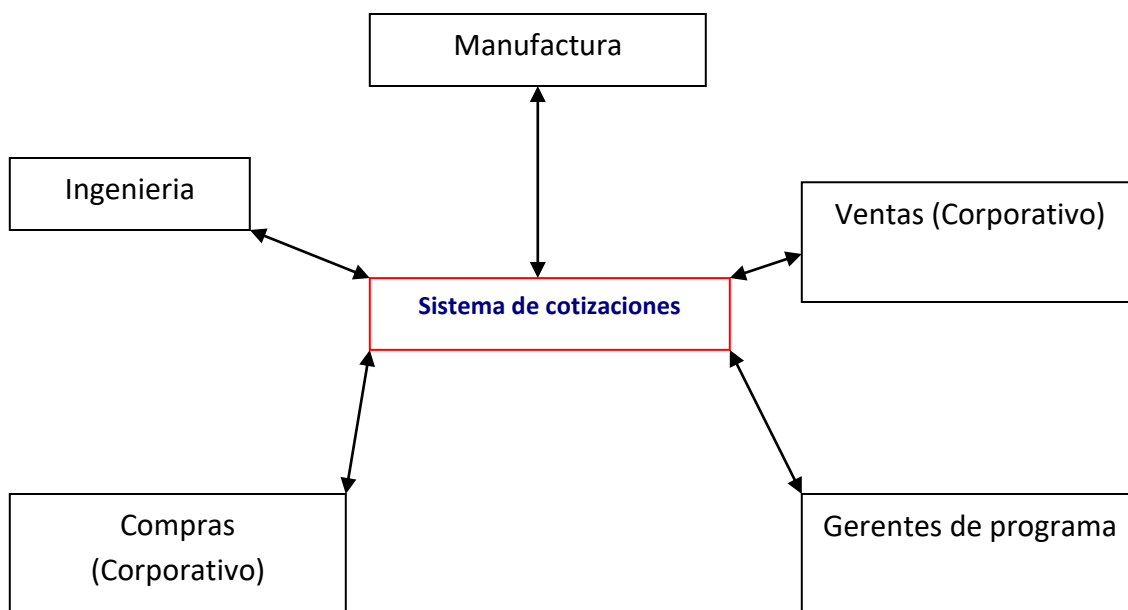 Manufactura
Ingenieria
Ventas (Corporativo)
Sistema de cotizaciones
Compras
(Corporativo)
Gerentes de programa